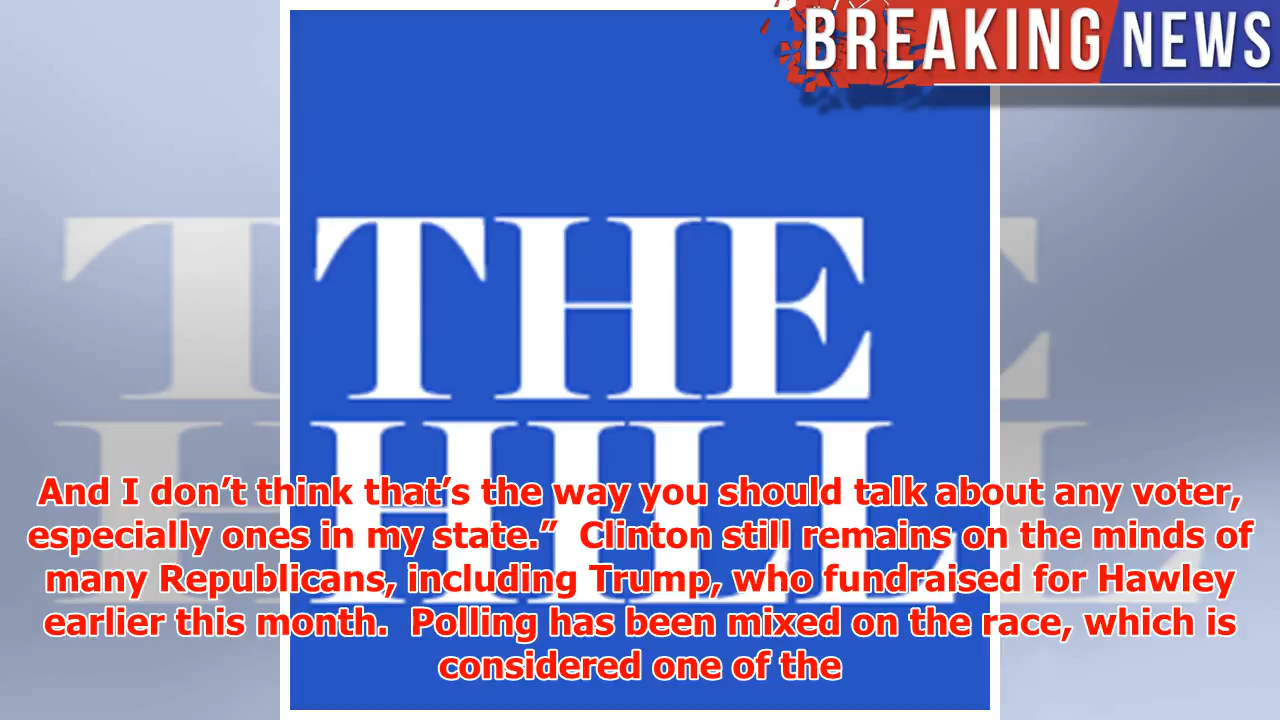 BREAKING NEWS
THE
HILL
And I don’t think that’s the way you should talk about any voter,
especially ones in my state.”  Clinton still remains on the minds of
many Republicans, including Trump, who fundraised for Hawley
earlier this month.  Polling has been mixed on the race, which is
considered one of the